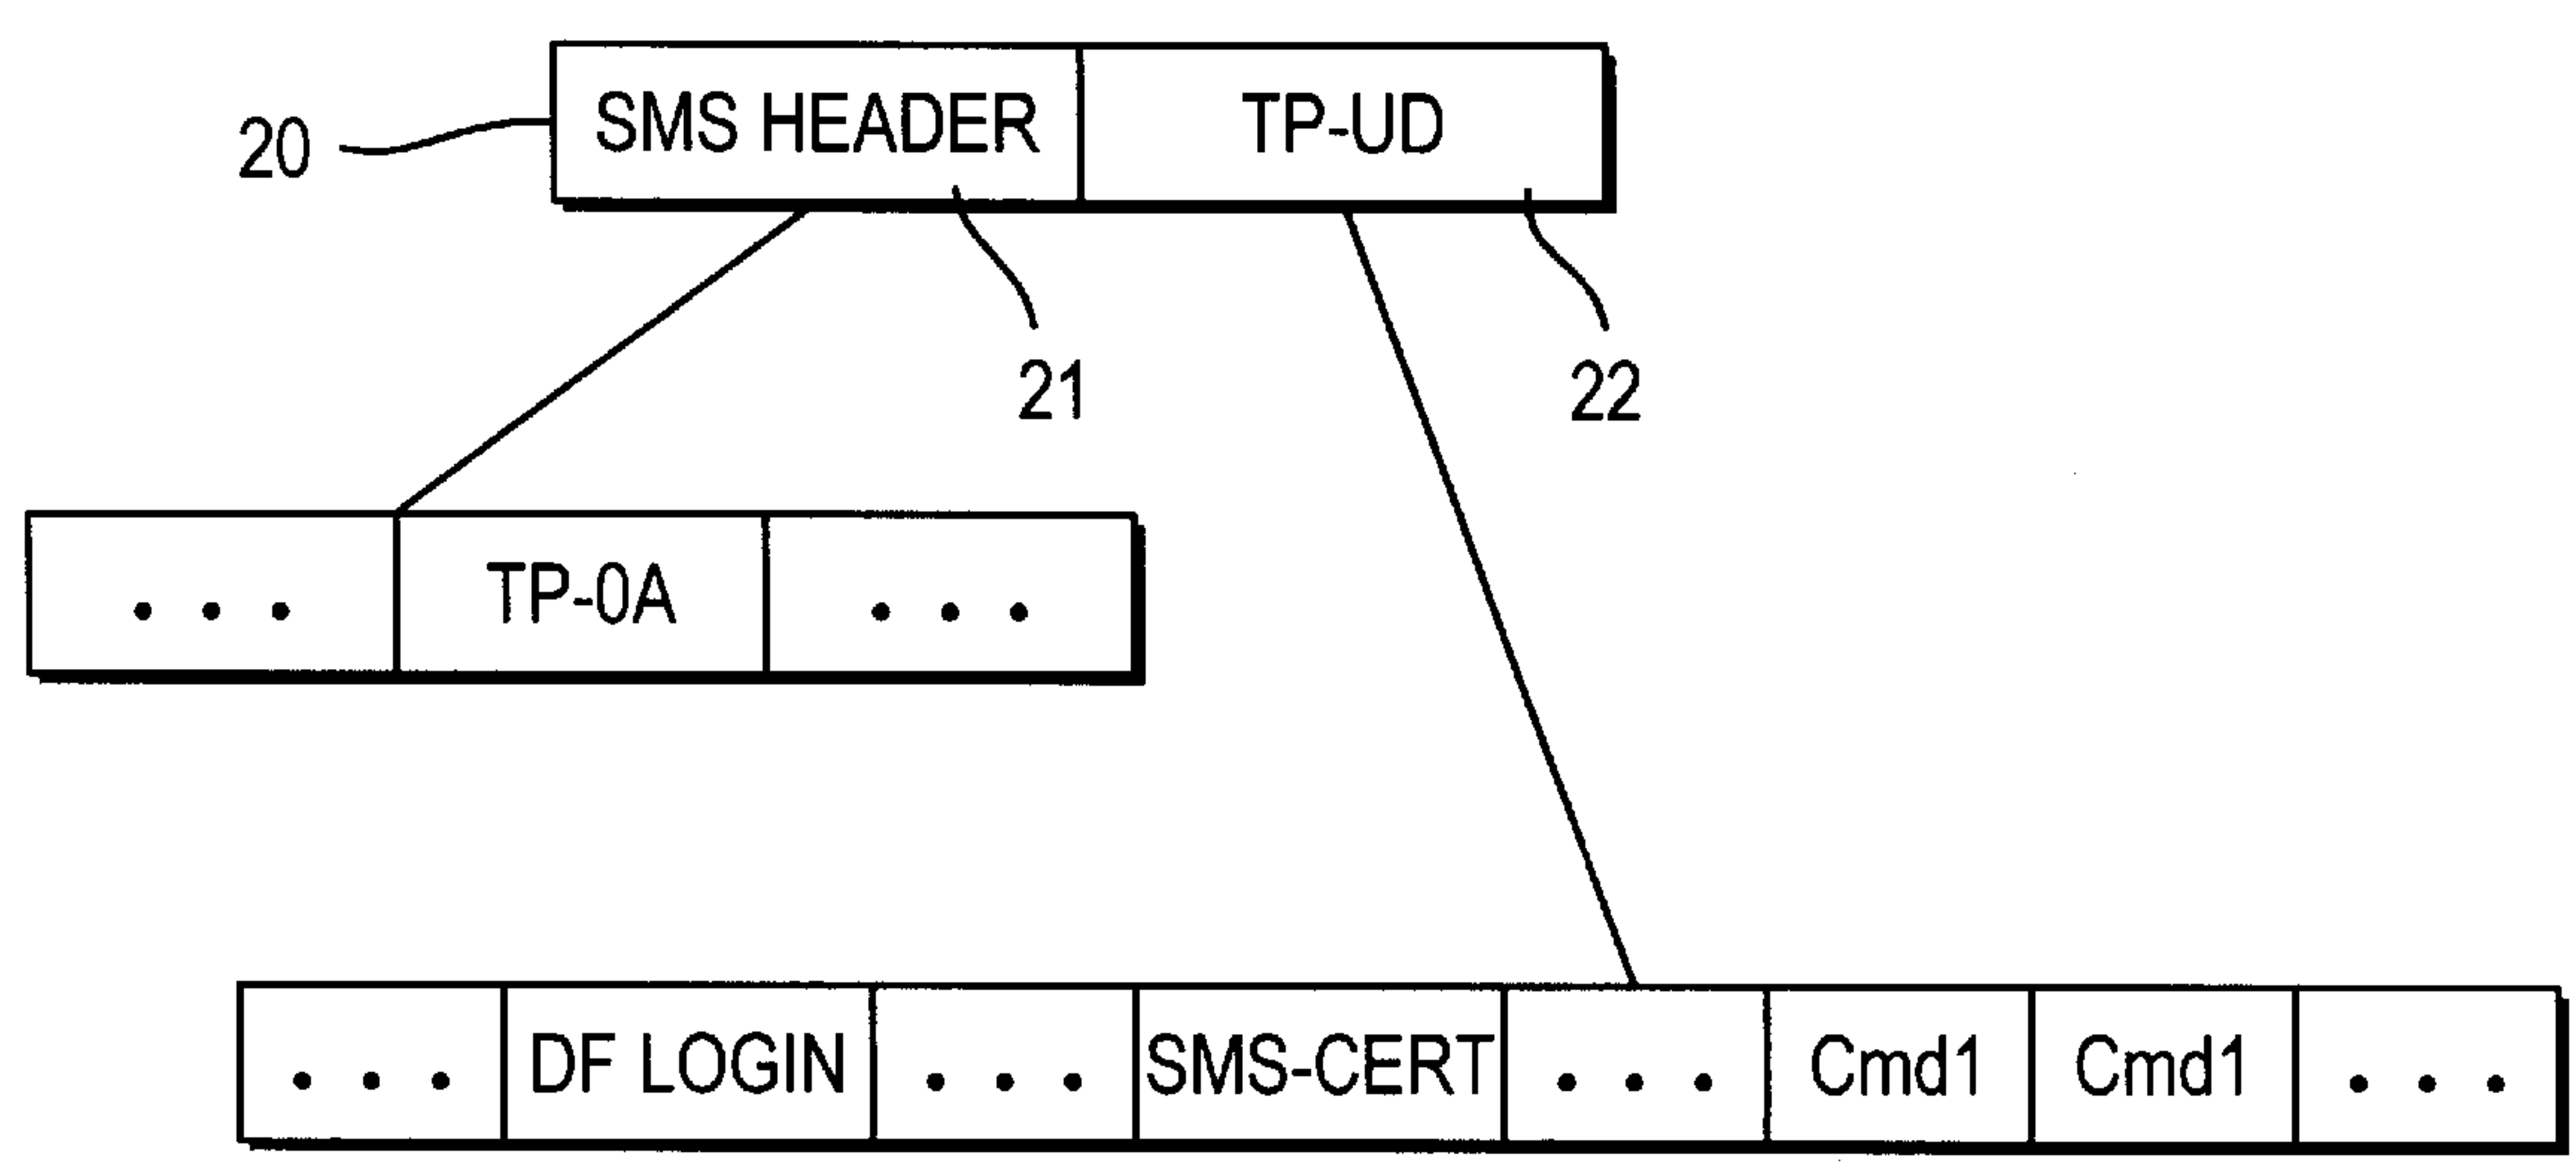 20 SMS HEADER TP-UD
21 22
... TP-0A ...
... DF LOGIN ... SMS-CERT ... Cmd1 Cmd1 ...